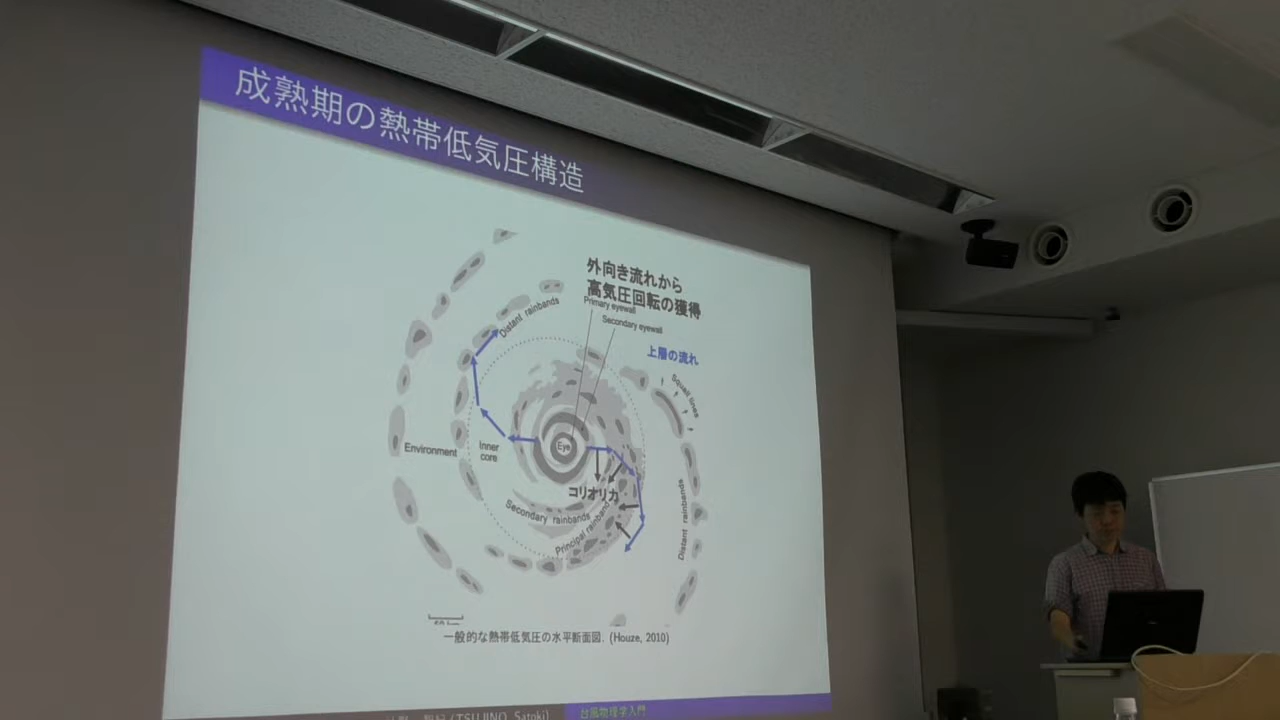 成熟期の熱帯低気圧構造
外向き流れから
高気圧回転の獲得
Primary eyewall
Secondary eyewall
Distant rainbands
上層の流れ
Squall lines
Environment
Inner
core
Eye
コリオリ力
Secondary rainbands
Principal rainband
Distant rainbands
一般的な熱帯低気圧の水平断面図. (Houze, 2010)
(TSUJINO, Satoki)
台風物理学入門